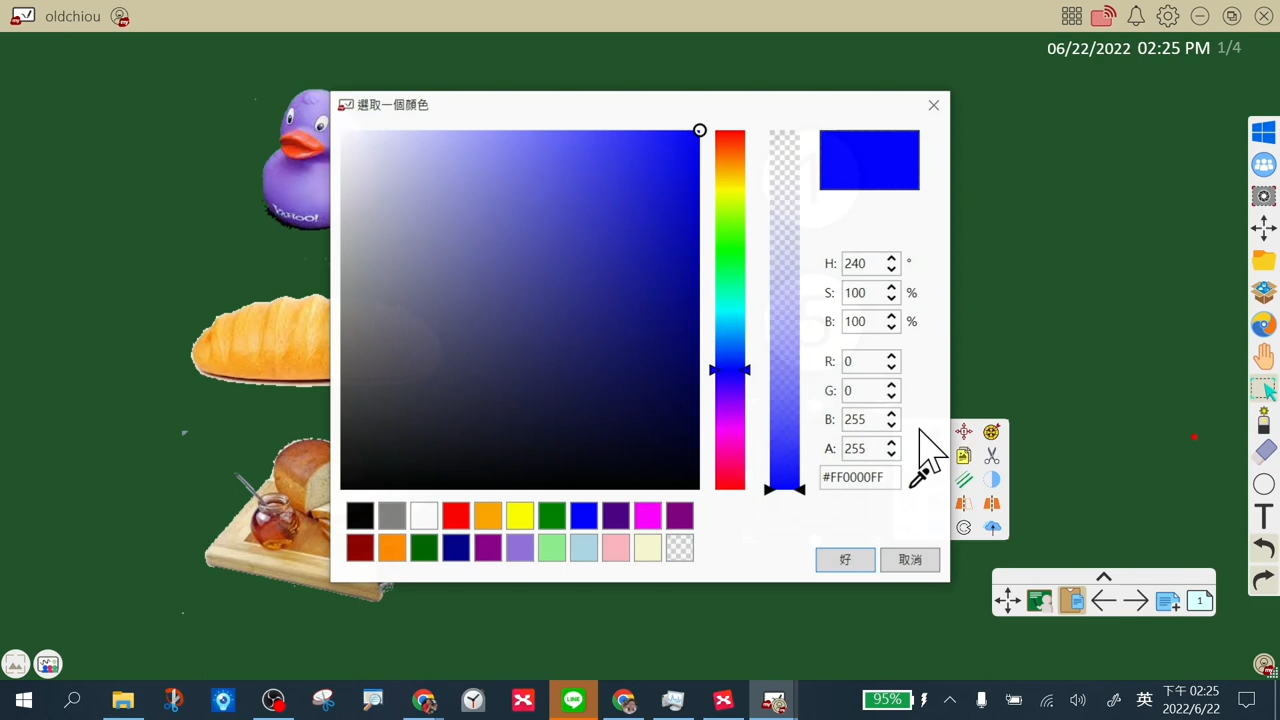 oldchiou
06/22/2022 02:25 PM 1/4
選取一個顏色
YAHOO!
H: 240 °
S: 100 %
B: 100 %
R: 0
G: 0
B: 255
A: 255
#FF0000FF
好
取消
1
95%
英
下午 02:25
2022/6/22